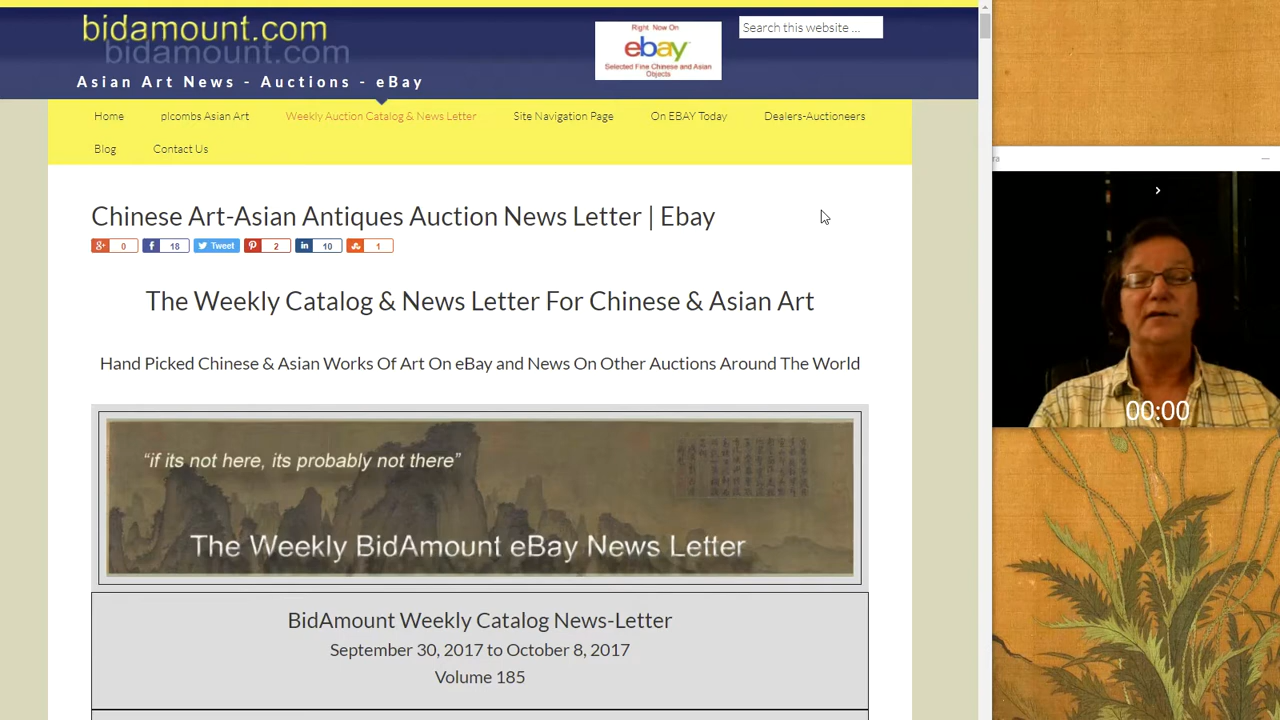 bidamount.com
bidamount.com
Asian Art News - Auctions - eBay
Right Now On
ebay
Selected Fine Chinese and Asian
Objects
Search this website ...
Home
plcombs Asian Art
Weekly Auction Catalog & News Letter
Site Navigation Page
On EBAY Today
Dealers-Auctioneers
Blog
Contact Us
Chinese Art-Asian Antiques Auction News Letter | Ebay
0
f 18
Tweet
2
in 10
1
The Weekly Catalog & News Letter For Chinese & Asian Art
Hand Picked Chinese & Asian Works Of Art On eBay and News On Other Auctions Around The World
“if its not here, its probably not there”
The Weekly BidAmount eBay News Letter
BidAmount Weekly Catalog News-Letter
September 30, 2017 to October 8, 2017
Volume 185
ra
00:00